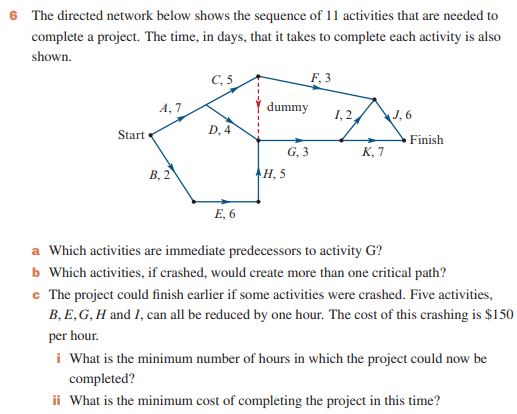 6 The directed network below shows the sequence of 11 activities that are needed to
complete a project. The time, in days, that it takes to complete each activity is also
shown.
C, 5
F, 3
A, 7
dummy
I, 2
J, 6
Start
D, 4
Finish
G, 3
K, 7
B, 2
H, 5
E, 6
a Which activities are immediate predecessors to activity G?
b Which activities, if crashed, would create more than one critical path?
c The project could finish earlier if some activities were crashed. Five activities,
B, E, G, H and I, can all be reduced by one hour. The cost of this crashing is $150
per hour.
i What is the minimum number of hours in which the project could now be
completed?
ii What is the minimum cost of completing the project in this time?